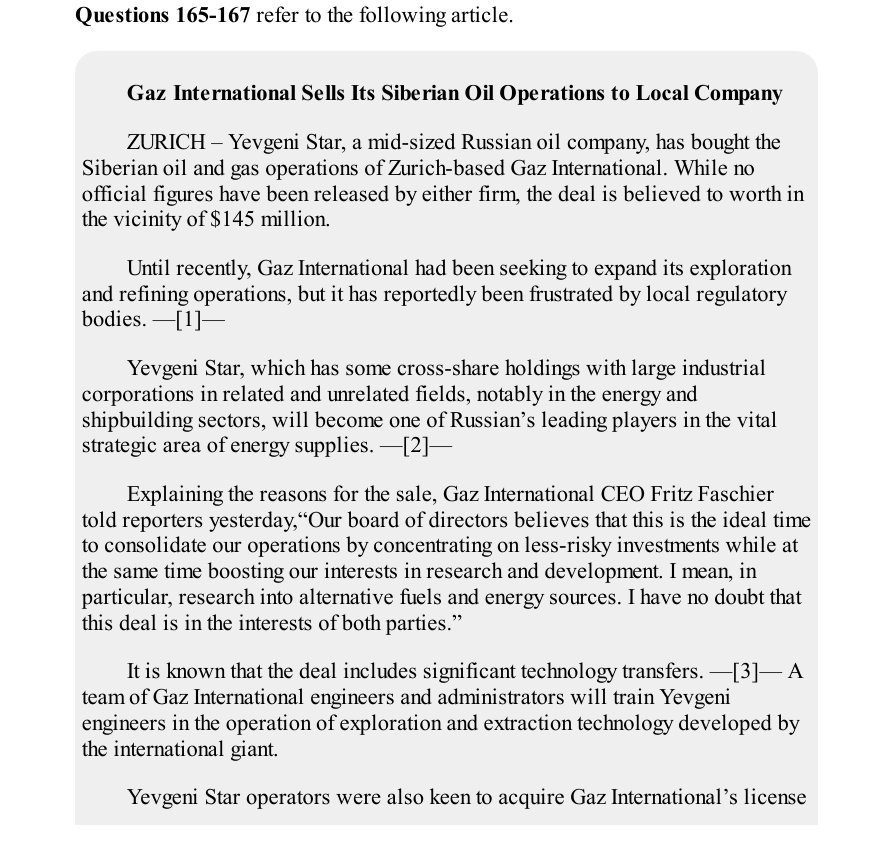 Questions 165-167 refer to the following article.
Gaz International Sells Its Siberian Oil Operations to Local Company
ZURICH – Yevgeni Star, a mid-sized Russian oil company, has bought the
Siberian oil and gas operations of Zurich-based Gaz International. While no
official figures have been released by either firm, the deal is believed to worth in
the vicinity of $145 million.
Until recently, Gaz International had been seeking to expand its exploration
and refining operations, but it has reportedly been frustrated by local regulatory
bodies. —[1]—
Yevgeni Star, which has some cross-share holdings with large industrial
corporations in related and unrelated fields, notably in the energy and
shipbuilding sectors, will become one of Russian’s leading players in the vital
strategic area of energy supplies. —[2]—
Explaining the reasons for the sale, Gaz International CEO Fritz Faschier
told reporters yesterday,“Our board of directors believes that this is the ideal time
to consolidate our operations by concentrating on less-risky investments while at
the same time boosting our interests in research and development. I mean, in
particular, research into alternative fuels and energy sources. I have no doubt that
this deal is in the interests of both parties.”
It is known that the deal includes significant technology transfers. —[3]— A
team of Gaz International engineers and administrators will train Yevgeni
engineers in the operation of exploration and extraction technology developed by
the international giant.
Yevgeni Star operators were also keen to acquire Gaz International’s license